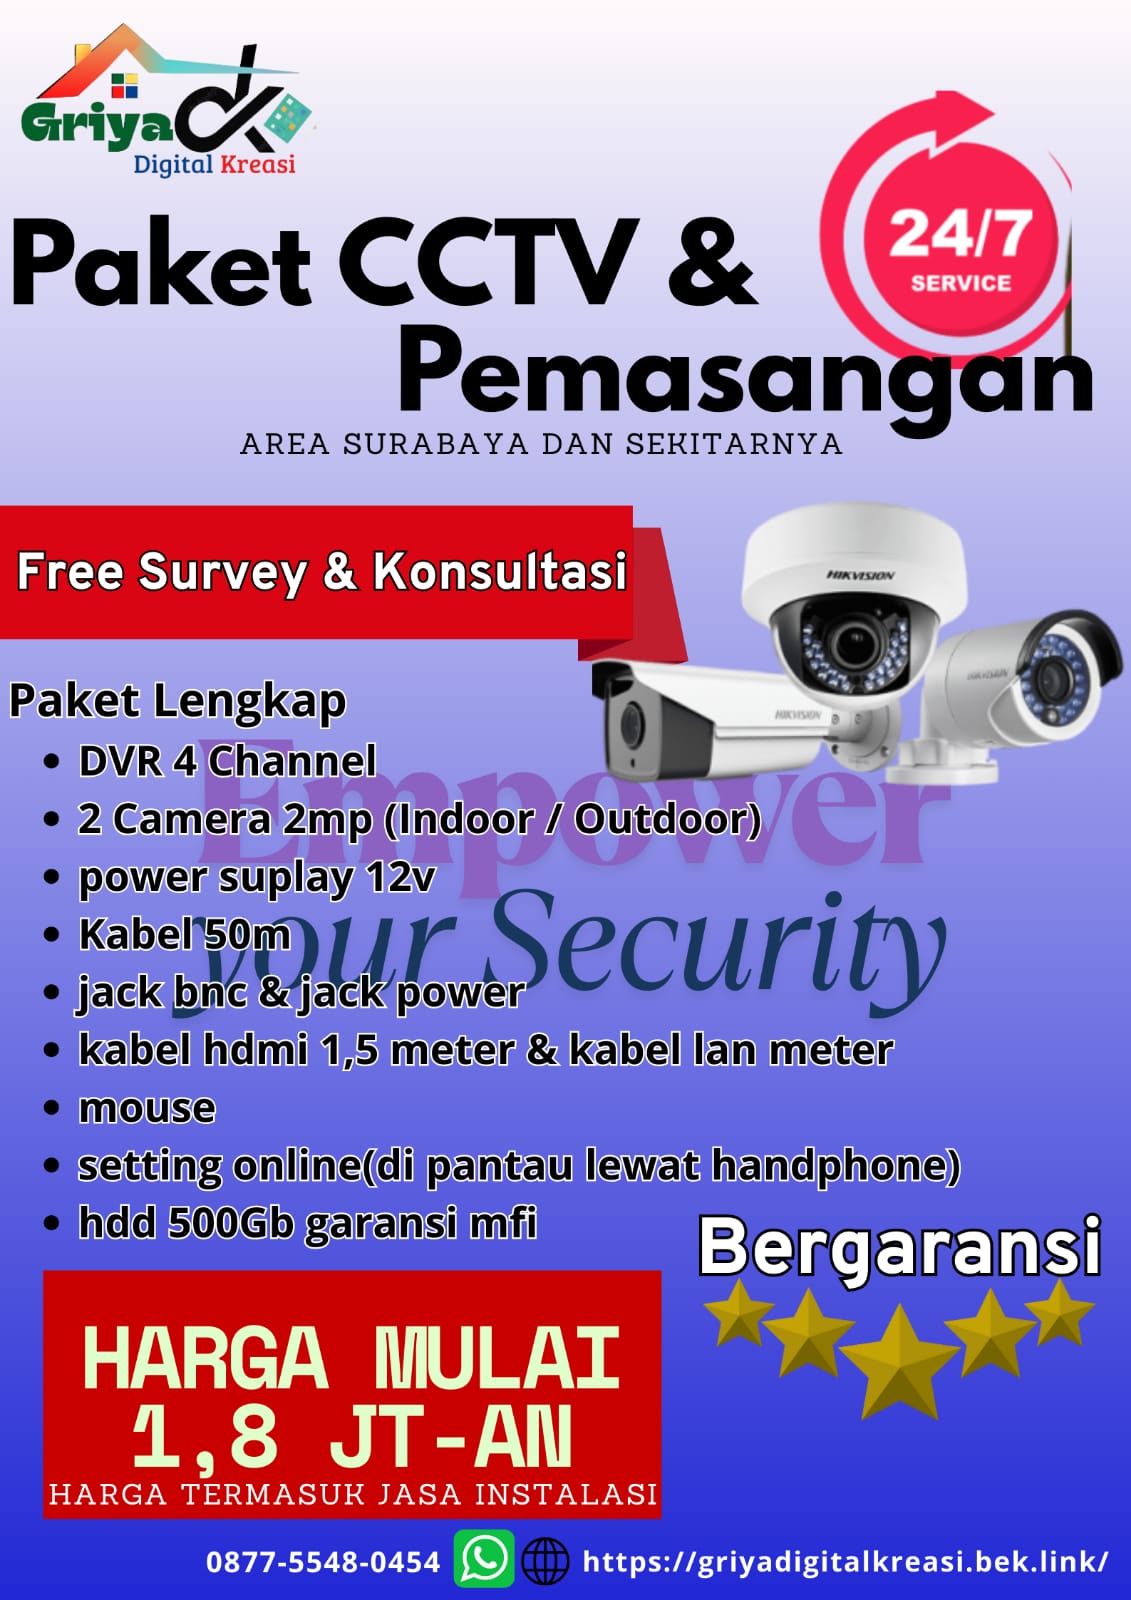 Griya dk
Digital Kreasi
24/7
SERVICE
Paket CCTV &
Pemasangan
AREA SURABAYA DAN SEKITARNYA
Free Survey & Konsultasi
HIKVISION
HIKVISION
HIKVISION
Paket Lengkap
• DVR 4 Channel
• 2 Camera 2mp (Indoor / Outdoor)
• power suplay 12v
• Kabel 50m
• jack bnc & jack power
• kabel hdmi 1,5 meter & kabel lan meter
• mouse
• setting online(di pantau lewat handphone)
• hdd 500Gb garansi mfi
Empower
your Security
Bergaransi
HARGA MULAI
1,8 JT-AN
HARGA TERMASUK JASA INSTALASI
0877-5548-0454
https://griyadigitalkreasi.bek.link/